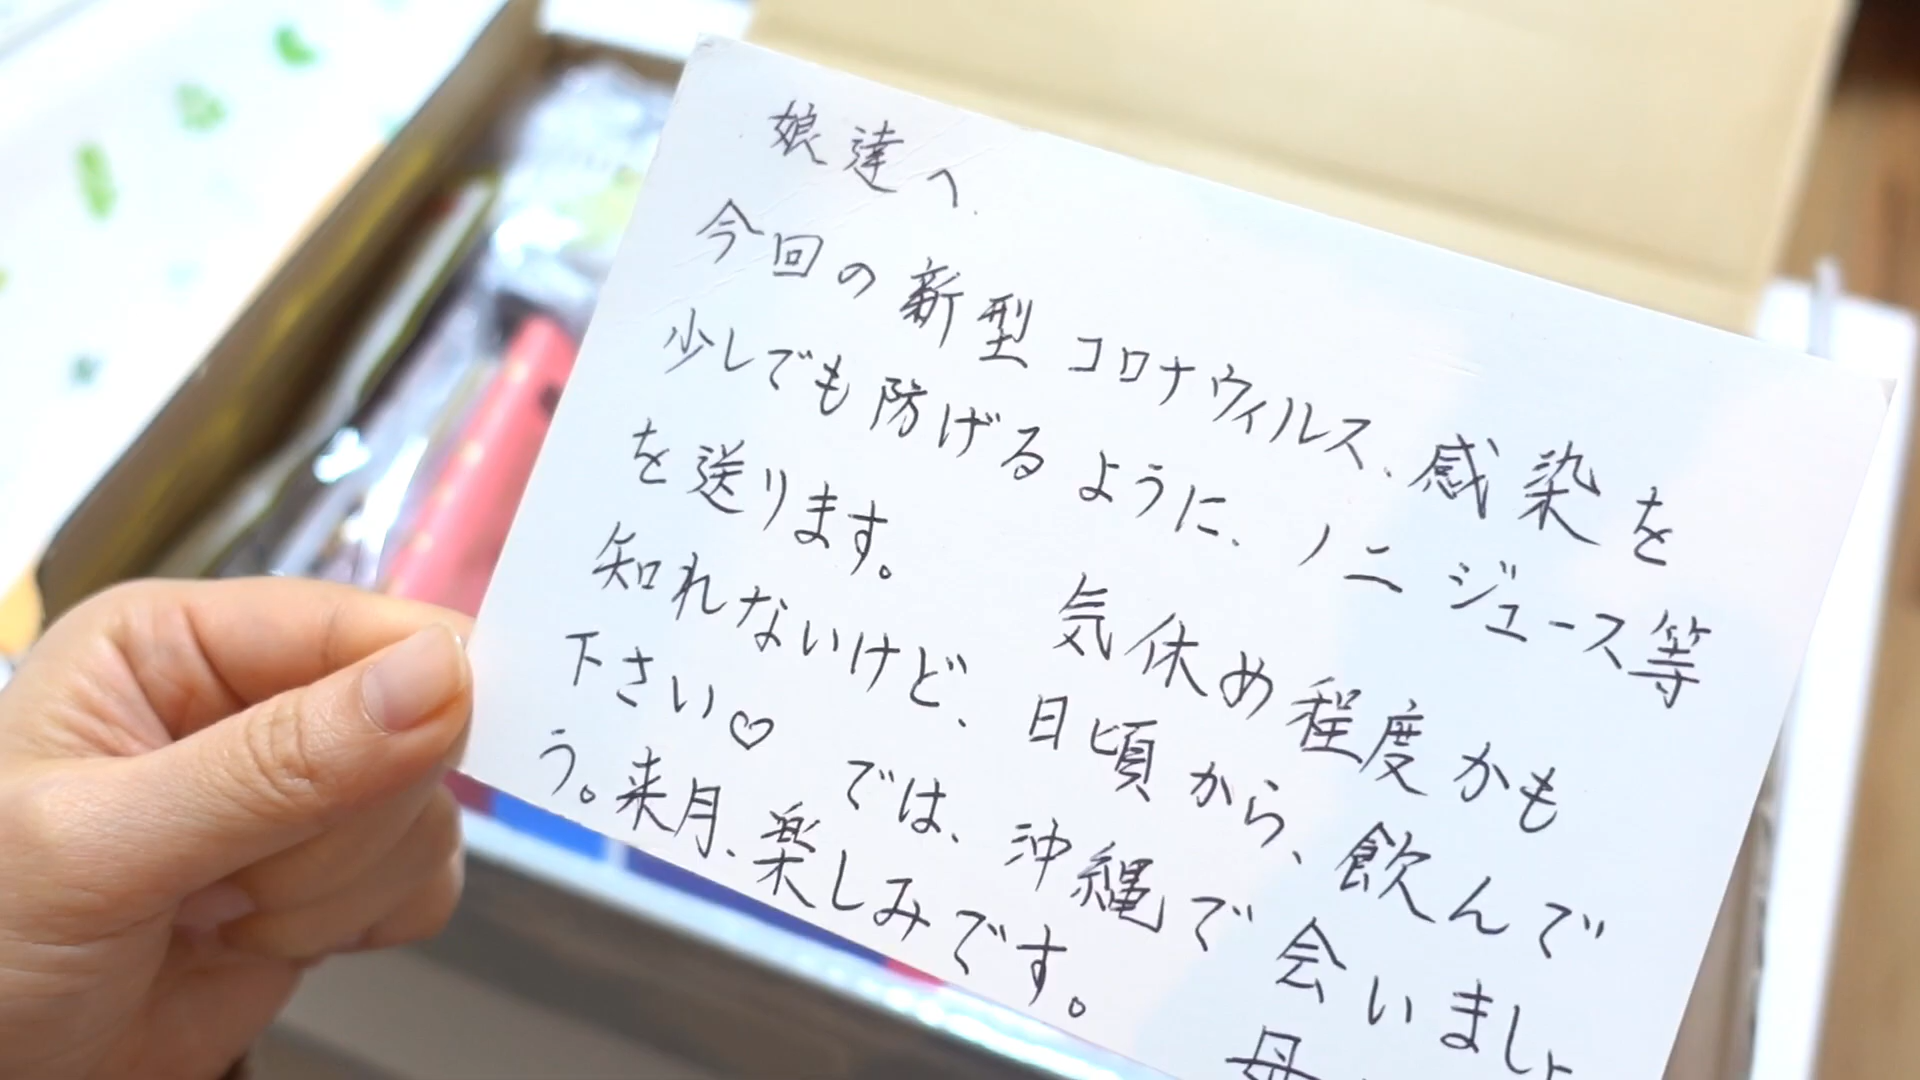 娘達へ
今回の新型コロナウィルス、感染を
少しでも防げるように、ノニジュース等
を送ります。 気休め程度かも
知れないけど、日頃から、飲んで
下さい♡ では、沖縄で会いましょ
う。来月、楽しみです。
母